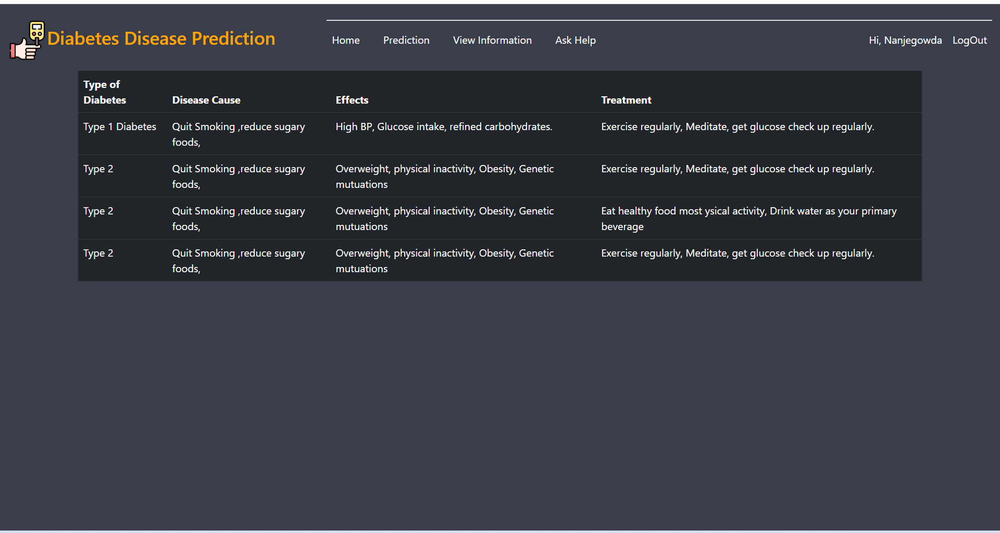 Diabetes Disease Prediction
Home Prediction View Information Ask Help Hi, Nanjegowda LogOut
Type of
Diabetes Disease Cause Effects Treatment
Type 1 Diabetes Quit Smoking ,reduce sugary High BP, Glucose intake, refined carbohydrates. Exercise regularly, Meditate, get glucose check up regularly.
foods,
Type 2 Quit Smoking ,reduce sugary Overweight, physical inactivity, Obesity, Genetic Exercise regularly, Meditate, get glucose check up regularly.
foods, mutuations
Type 2 Quit Smoking ,reduce sugary Overweight, physical inactivity, Obesity, Genetic Eat healthy food most ysical activity, Drink water as your primary
foods, mutuations beverage
Type 2 Quit Smoking ,reduce sugary Overweight, physical inactivity, Obesity, Genetic Exercise regularly, Meditate, get glucose check up regularly.
foods, mutuations